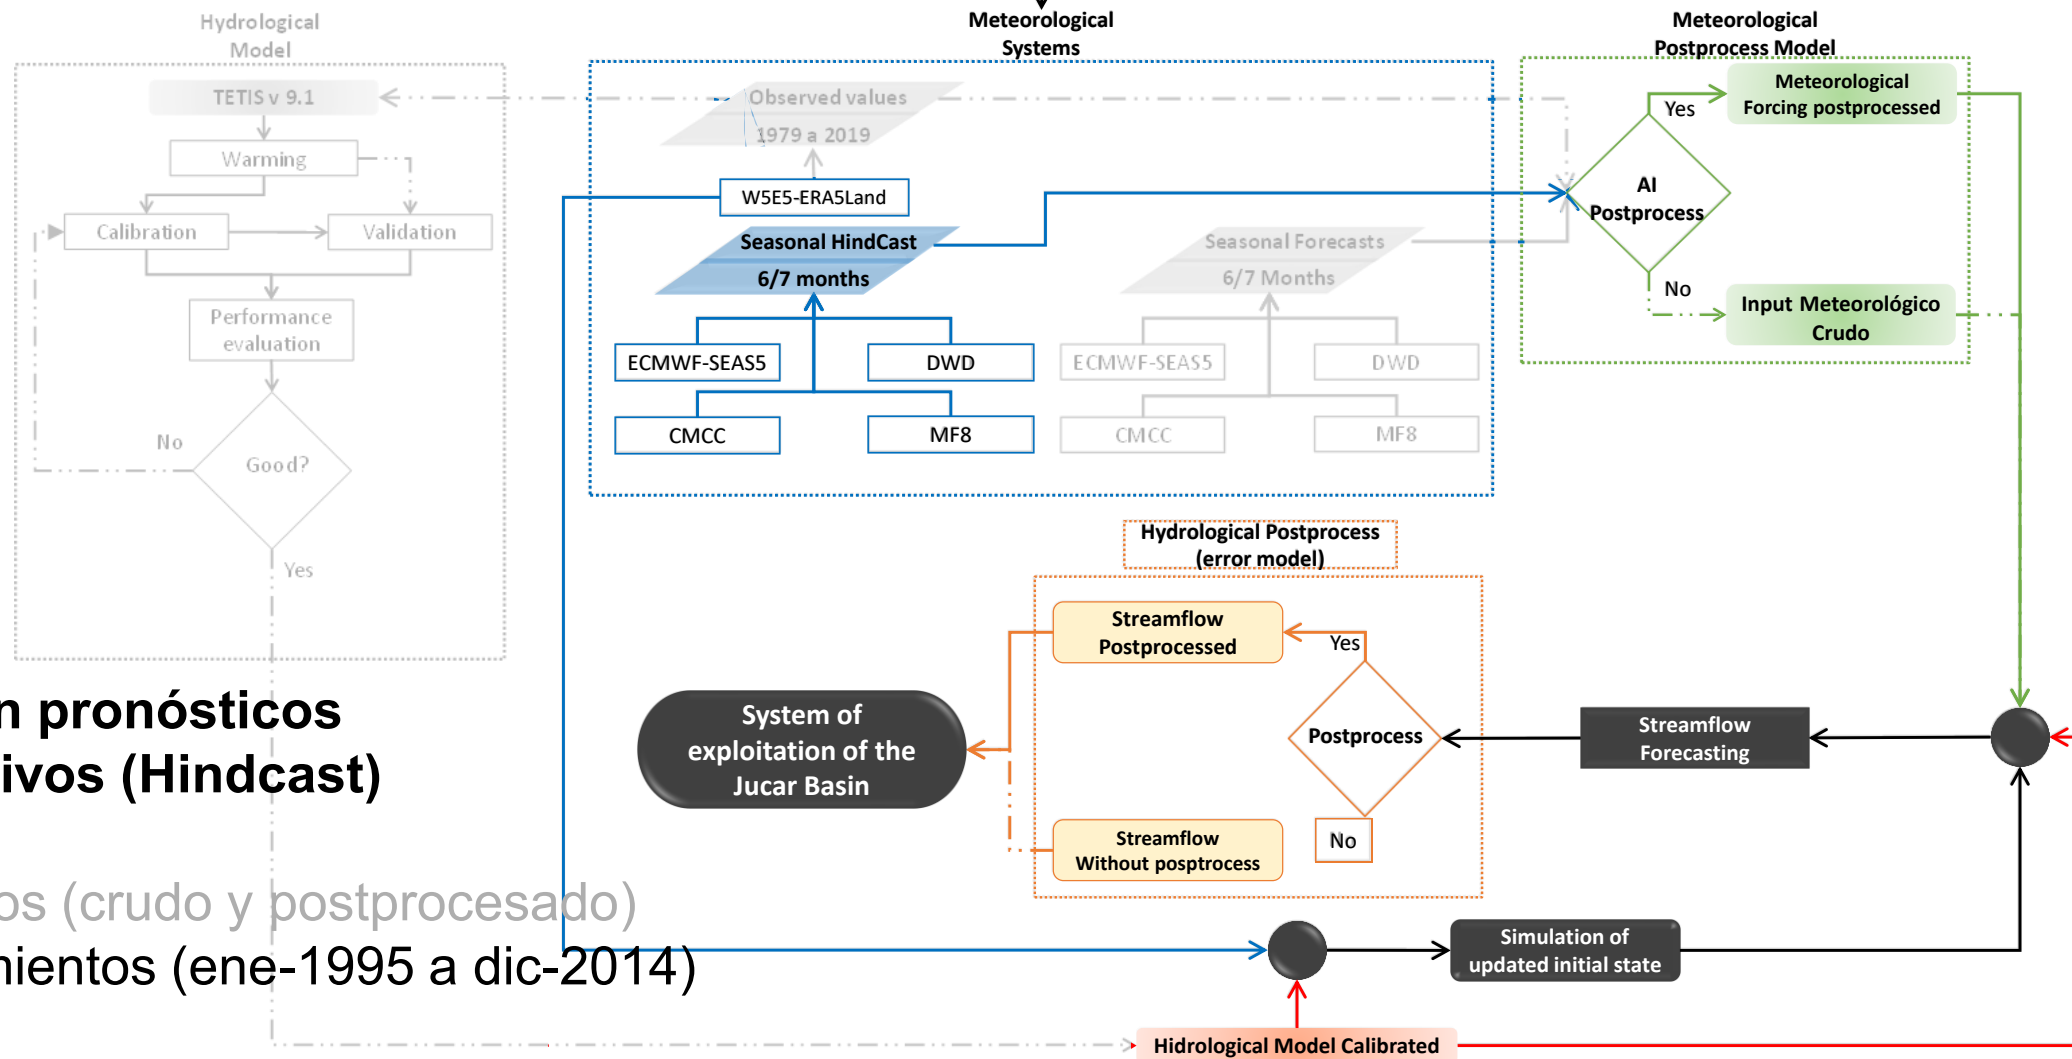 Hydrological
Model
TETIS v 9.1
Warming
Calibration
Validation
Performance
evaluation
No
Good?
Yes
Meteorological
Systems
Observed values
1979 a 2019
W5E5-ERA5Land
Seasonal HindCast
6/7 months
ECMWF-SEAS5
DWD
CMCC
MF8
Seasonal Forecasts
6/7 Months
ECMWF-SEAS5
DWD
CMCC
MF8
Meteorological
Postprocess Model
Meteorological
Forcing postprocessed
Yes
AI
Postprocess
No
Input Meteorológico
Crudo
Hydrological Postprocess
(error model)
Streamflow
Postprocessed
Yes
Postprocess
No
Streamflow
Without posptrocess
System of
exploitation of the
Jucar Basin
Streamflow
Forecasting
Simulation of
updated initial state
Hidrological Model Calibrated
n pronósticos
ivos (Hindcast)
os (crudo y postprocesado)
mientos (ene-1995 a dic-2014)